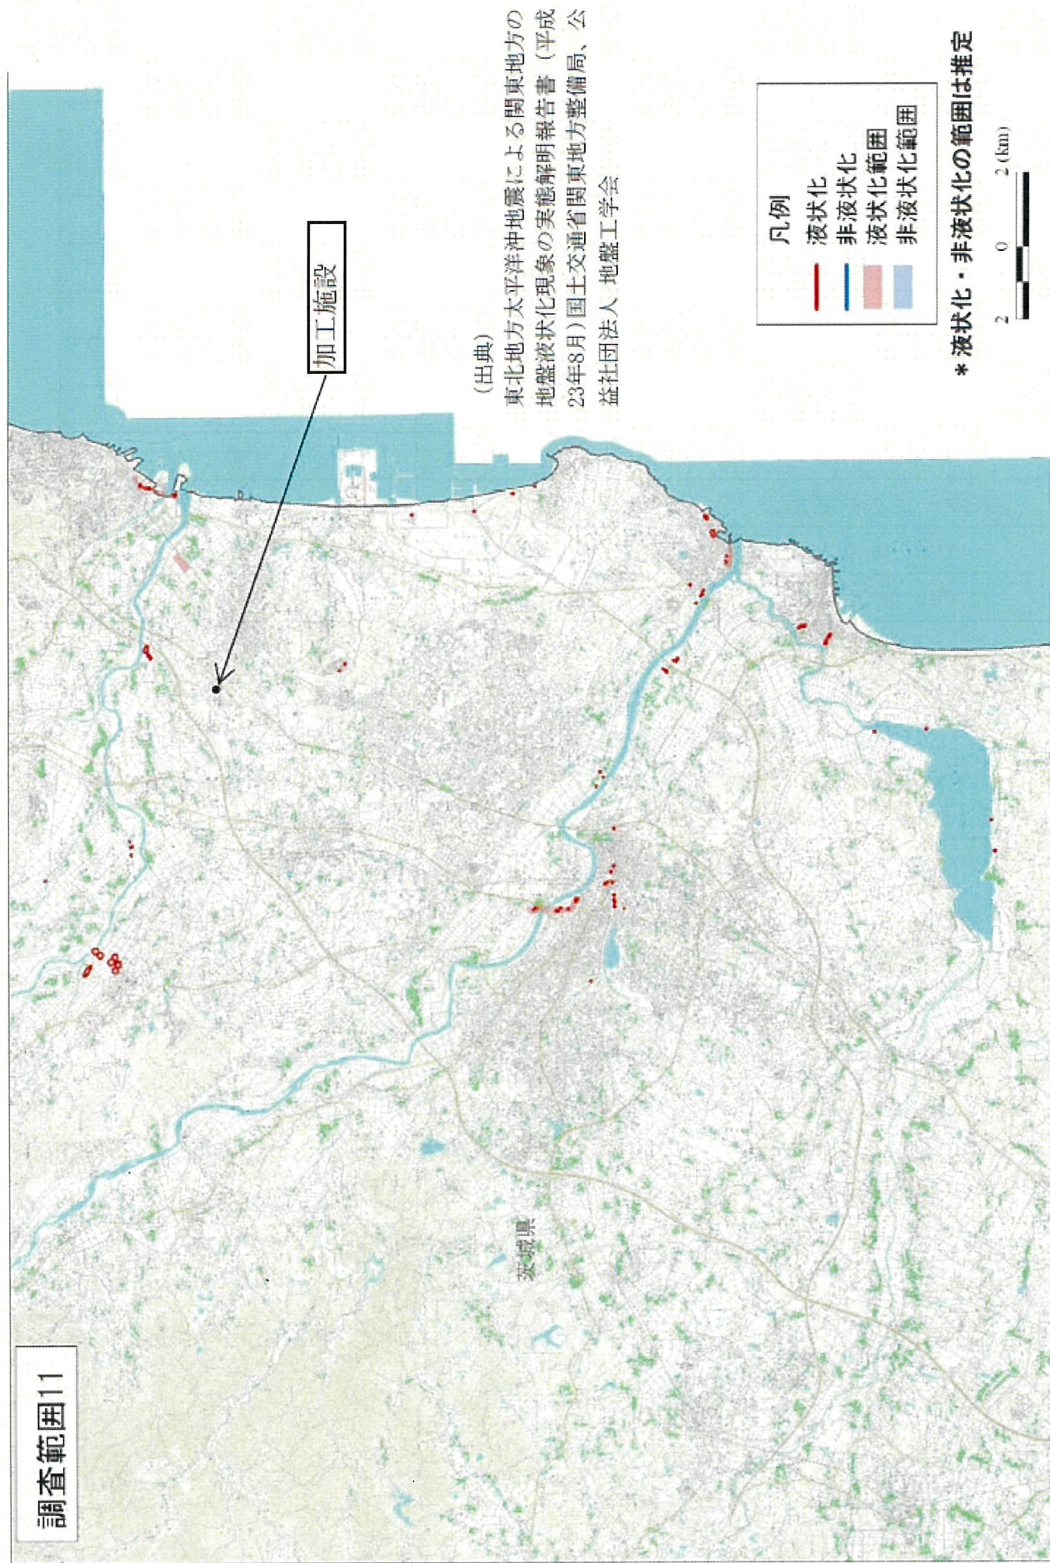 調査範囲11
加工施設
(出典)
東北地方太平洋沖地震による関東地方の
地盤液状化現象の実態解明報告書(平成
23年8月)国土交通省関東地方整備局、公
益社団法人 地盤工学会
茨城県
凡例
液状化
非液状化
液状化範囲
非液状化範囲
*液状化・非液状化の範囲は推定
2 0 2 (km)